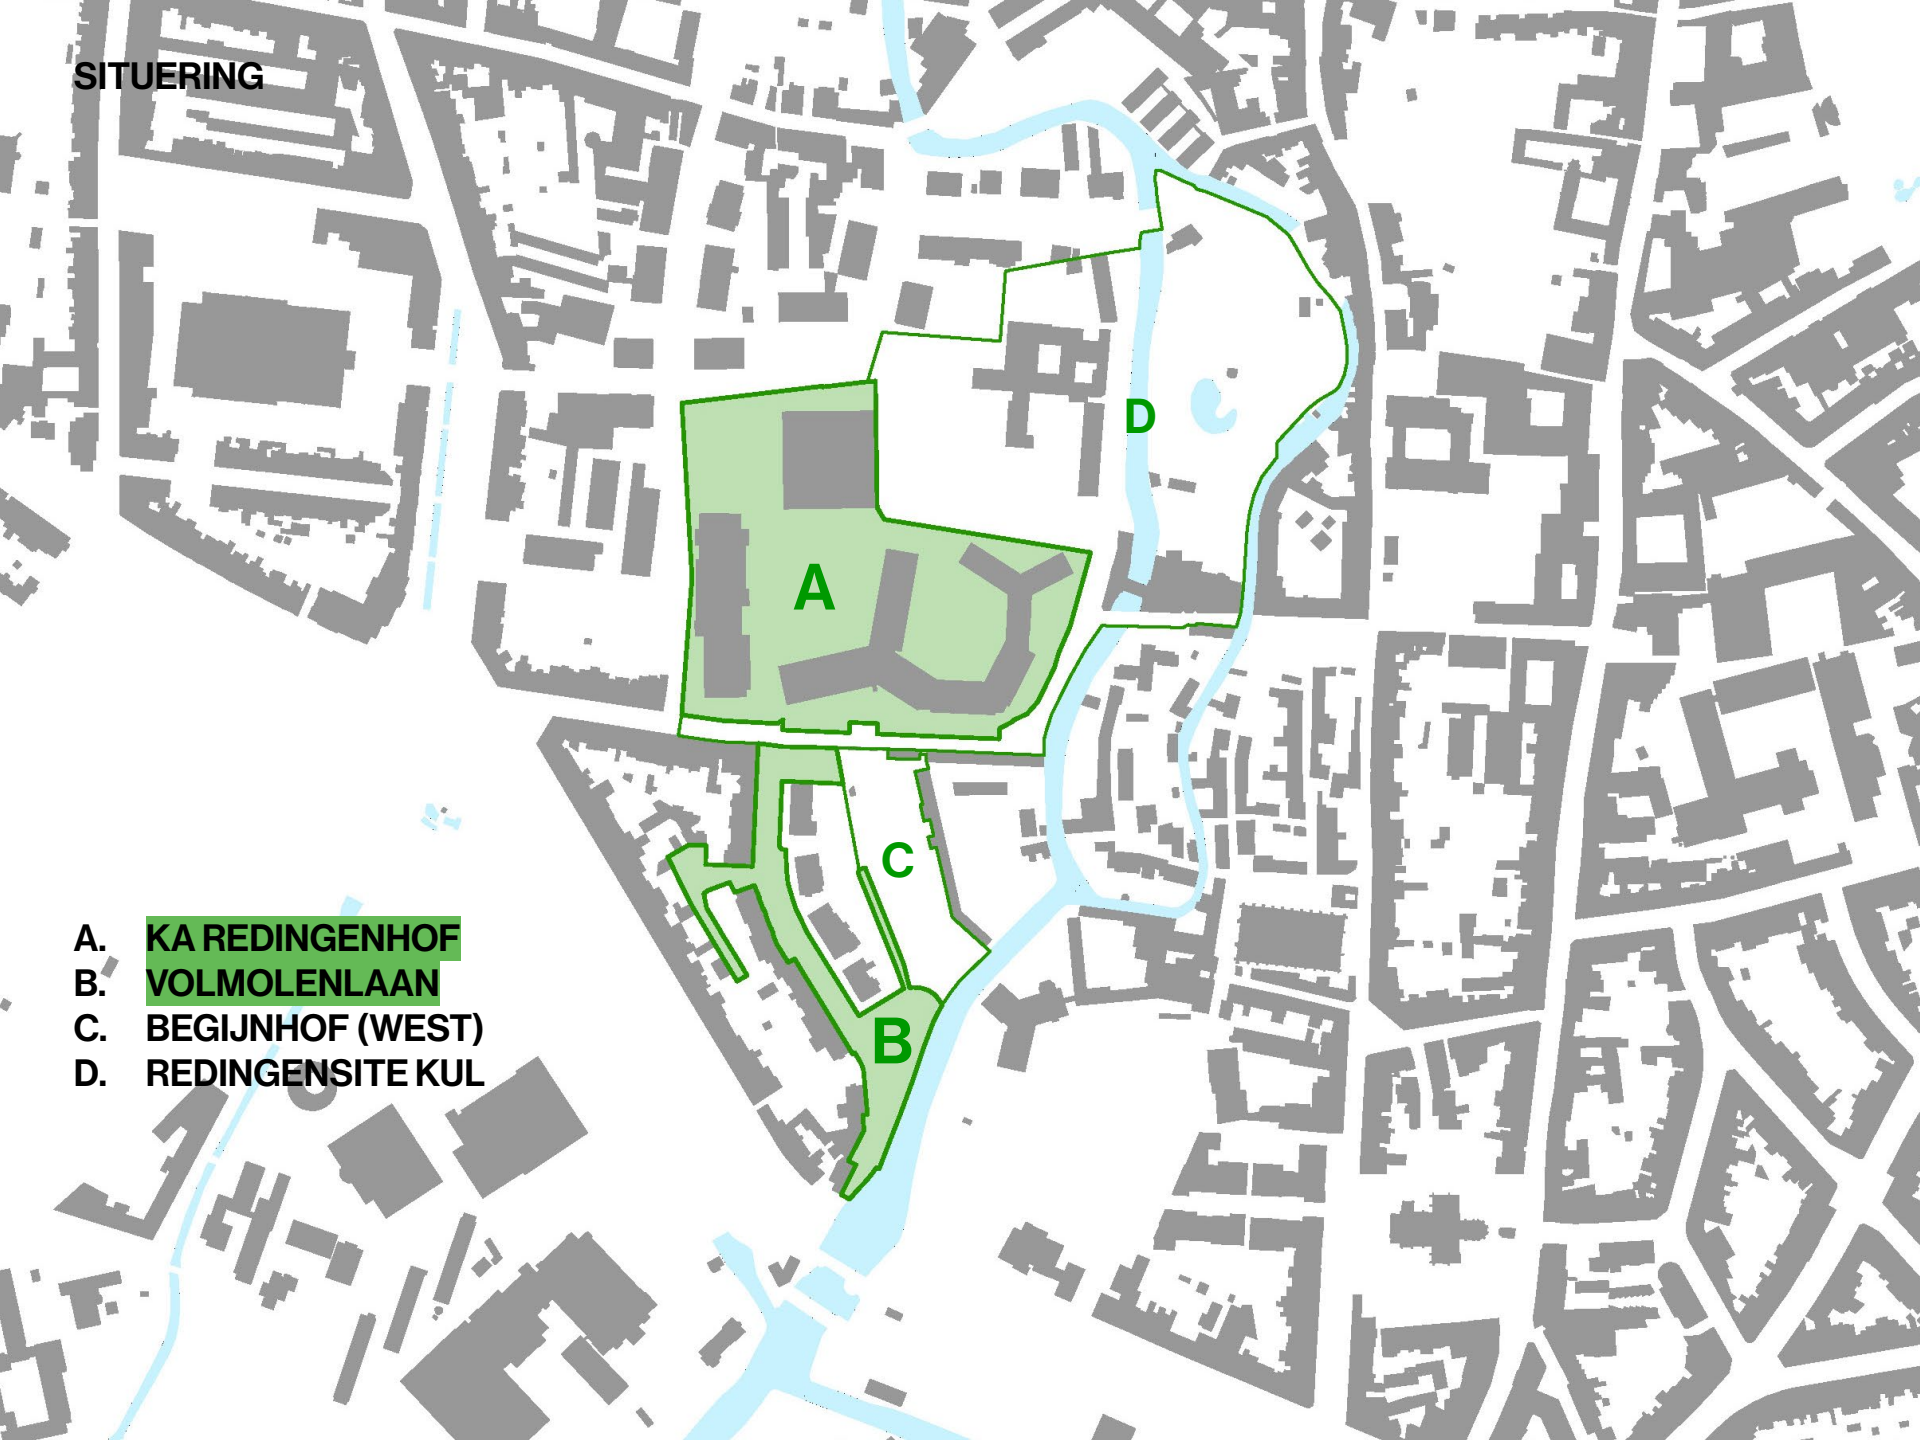 SITUERING
D
A
C
A. KA REDINGENHOF
B. VOLMOLENLAAN
C. BEGIJNHOF (WEST)
D. REDINGENSITE KUL
B